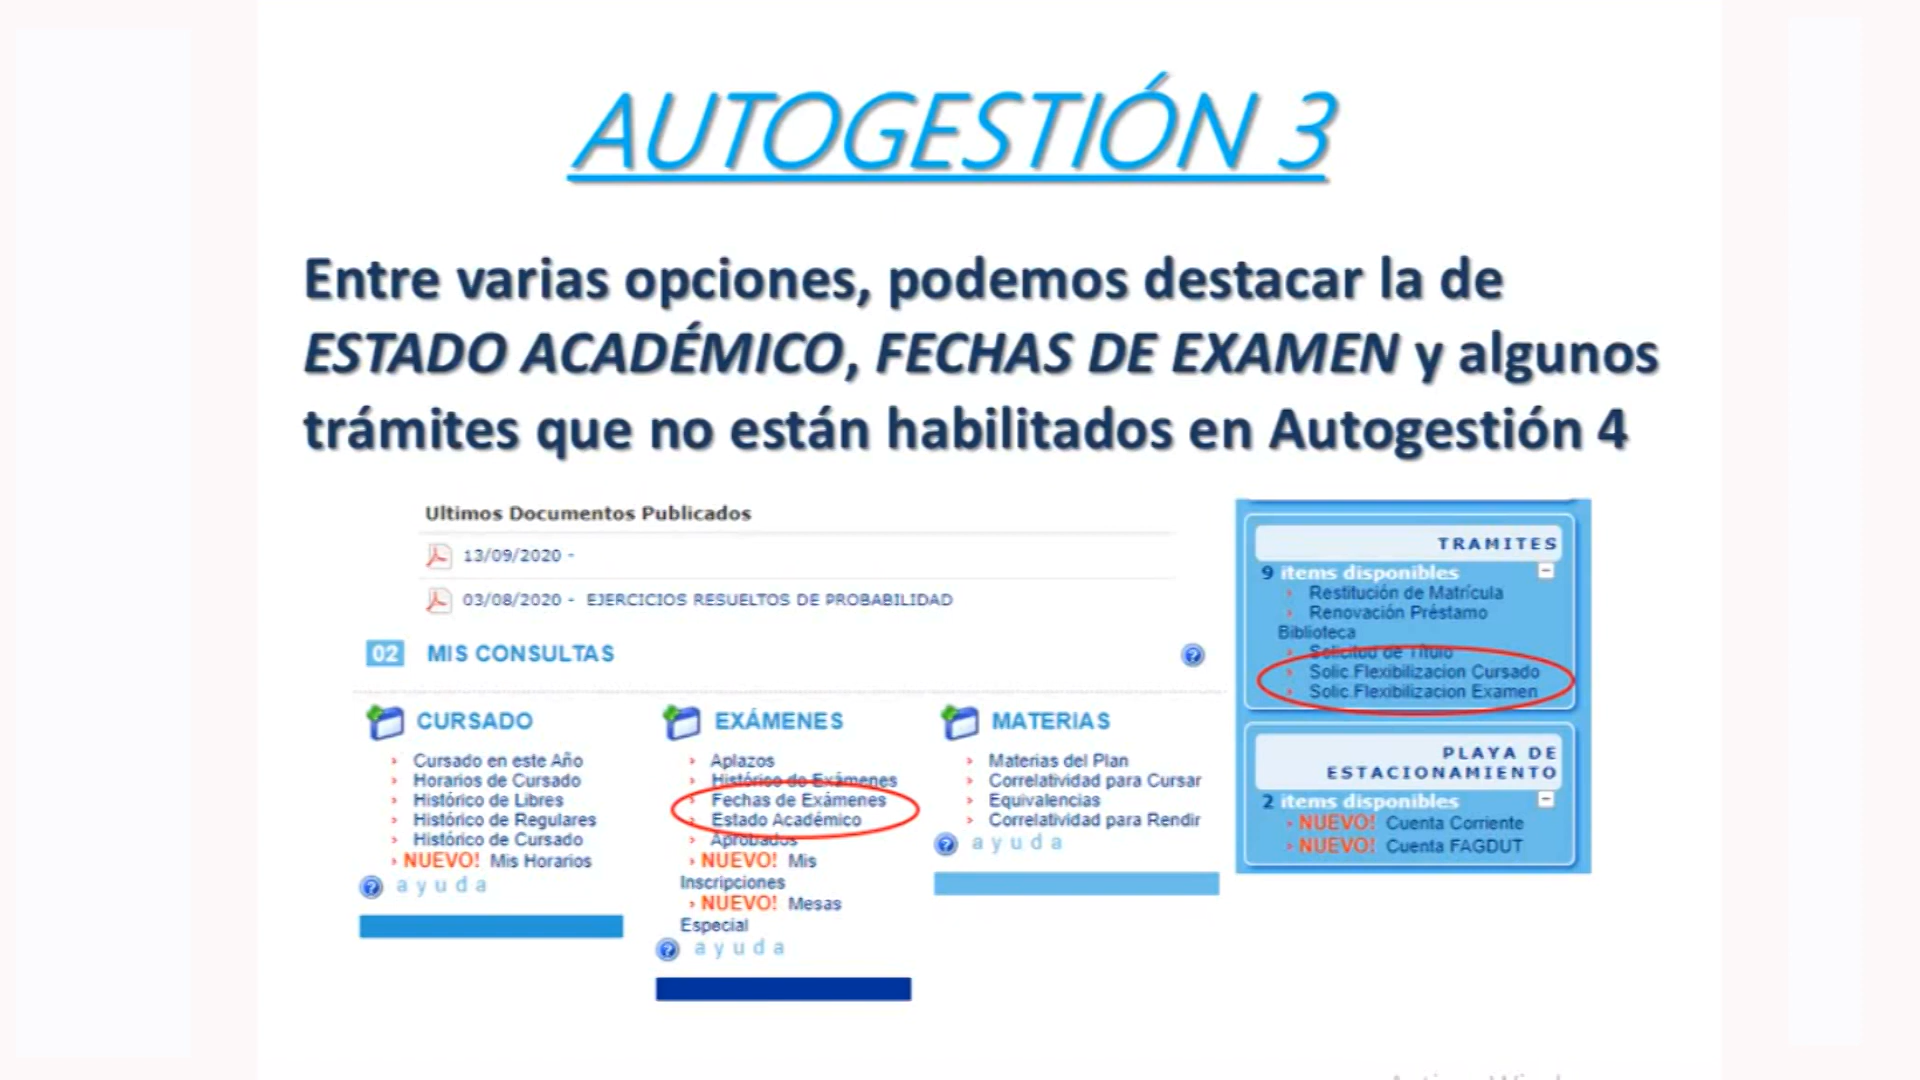 AUTOGESTIÓN 3
Entre varias opciones, podemos destacar la de
ESTADO ACADÉMICO, FECHAS DE EXAMEN y algunos
trámites que no están habilitados en Autogestión 4
Ultimos Documentos Publicados
13/09/2020 -
03/08/2020 - EJERCICIOS RESUELTOS DE PROBABILIDAD
02 MIS CONSULTAS
CURSADO
Cursado en este Año
Horarios de Cursado
Histórico de Libres
Histórico de Regulares
Histórico de Cursado
NUEVO! Mis Horarios
ayuda
EXÁMENES
Aplazos
Histórico de Exámenes
Fechas de Exámenes
Estado Académico
Aprobados
NUEVO! Mis
Inscripciones
NUEVO! Mesas
Especial
ayuda
MATERIAS
Materias del Plan
Correlatividad para Cursar
Equivalencias
Correlatividad para Rendir
ayuda
TRAMITES
9 items disponibles
Restitución de Matrícula
Renovación Préstamo
Biblioteca
Solicitud de Título
Solic.Flexibilizacion Cursado
Solic.Flexibilizacion Examen
PLAYA DE
ESTACIONAMIENTO
2 items disponibles
NUEVO! Cuenta Corriente
NUEVO! Cuenta FAGDUT